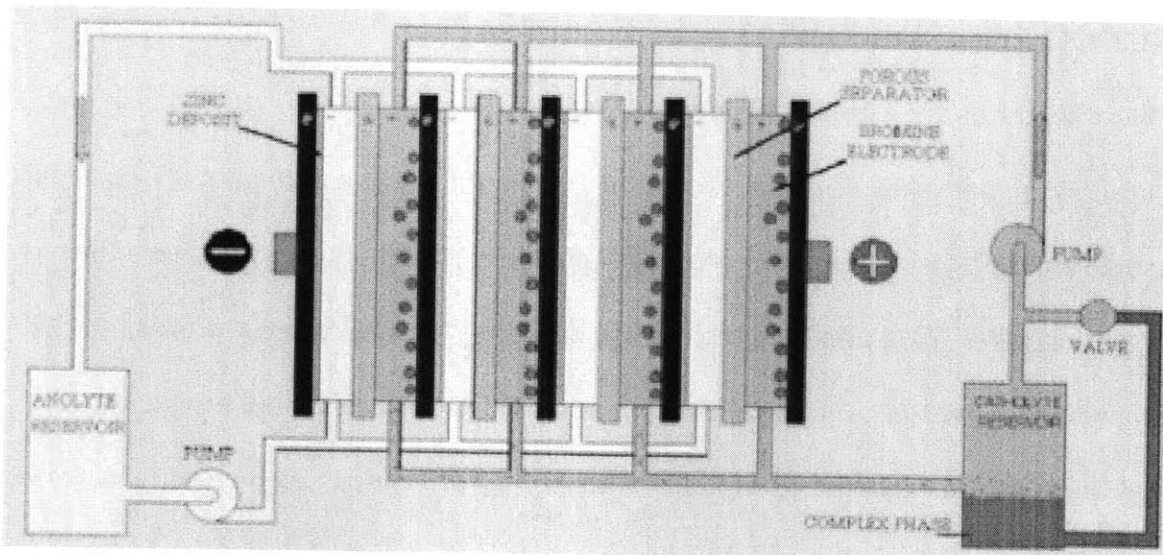 ZINC
DEPOSIT
POROUS
SEPARATOR
BROMINE
ELECTRODE
PUMP
VALVE
ANOLYTE
RESERVOIR
PUMP
CATHOLYTE
RESERVOIR
COMPLEX PHASE